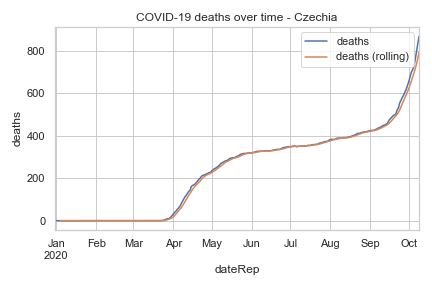 COVID-19 deaths over time - Czechia
deaths
deaths (rolling)
800
600
400
200
0
deaths
Jan Feb Mar Apr May Jun Jul Aug Sep Oct
2020
dateRep